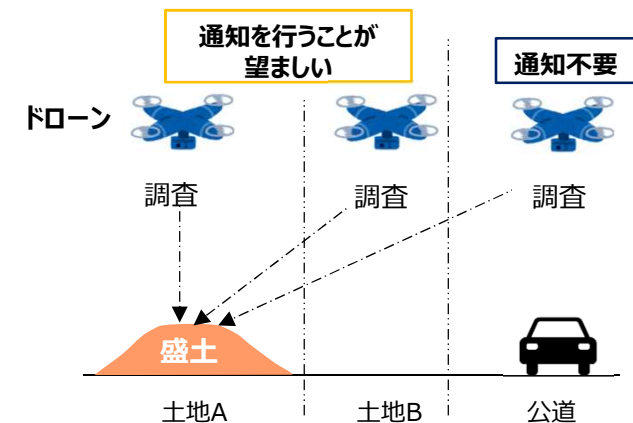 通知を行うことが
望ましい
通知不要
ドローン
調査
調査
調査
盛土
土地A
土地B
公道